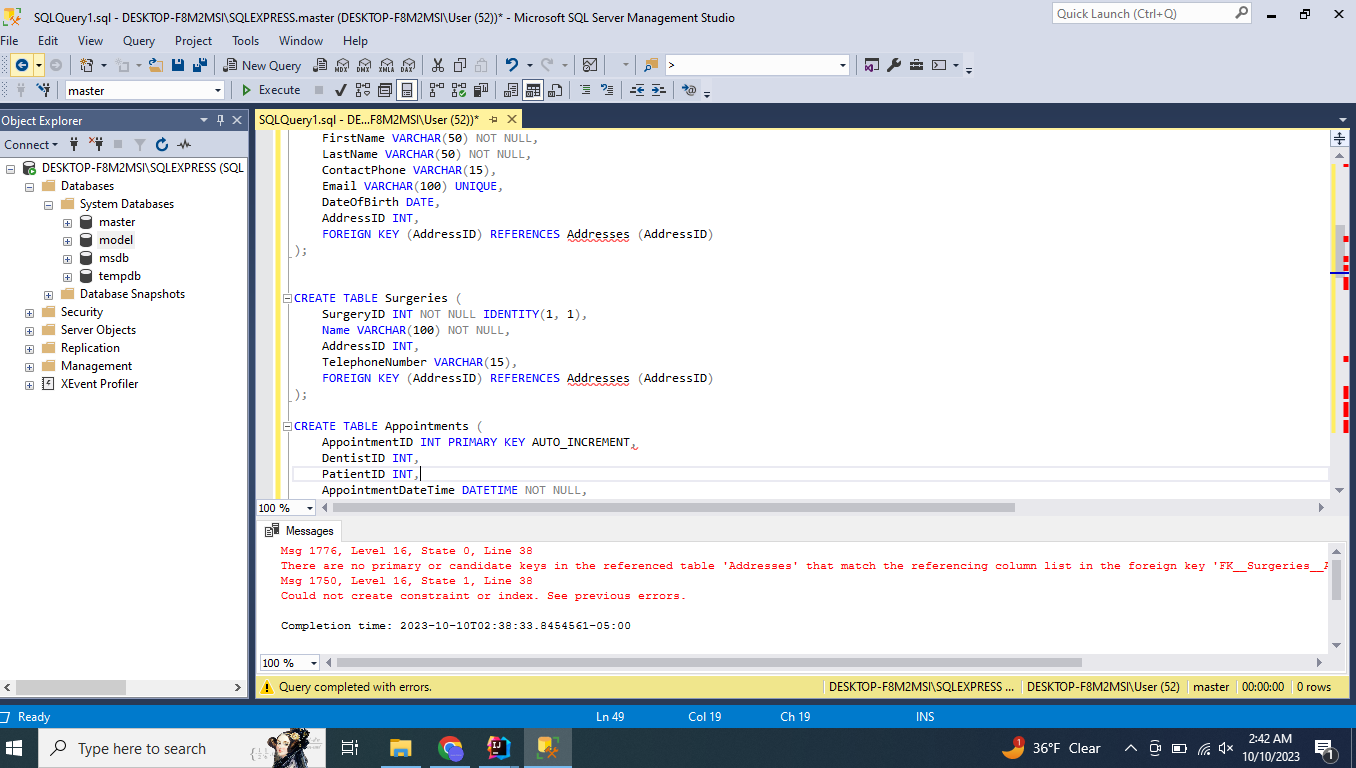 SQLQuery1.sql - DESKTOP-F8M2MSI\SQLEXPRESS.master (DESKTOP-F8M2MSI\User (52))* - Microsoft SQL Server Management Studio
Quick Launch (Ctrl+Q)
File Edit View Query Project Tools Window Help
New Query MDX DMX XMLA DAX >
master Execute
Object Explorer
SQLQuery1.sql - DE...F8M2MSI\User (52))*
Connect
DESKTOP-F8M2MSI\SQLEXPRESS (SQL
Databases
System Databases
master
model
msdb
tempdb
Database Snapshots
Security
Server Objects
Replication
Management
XEvent Profiler
FirstName VARCHAR(50) NOT NULL,
LastName VARCHAR(50) NOT NULL,
ContactPhone VARCHAR(15),
Email VARCHAR(100) UNIQUE,
DateOfBirth DATE,
AddressID INT,
FOREIGN KEY (AddressID) REFERENCES Addresses (AddressID)
);
CREATE TABLE Surgeries (
SurgeryID INT NOT NULL IDENTITY(1, 1),
Name VARCHAR(100) NOT NULL,
AddressID INT,
TelephoneNumber VARCHAR(15),
FOREIGN KEY (AddressID) REFERENCES Addresses (AddressID)
);
CREATE TABLE Appointments (
AppointmentID INT PRIMARY KEY AUTO_INCREMENT,
DentistID INT,
PatientID INT,
AppointmentDateTime DATETIME NOT NULL,
100 %
Messages
Msg 1776, Level 16, State 0, Line 38
There are no primary or candidate keys in the referenced table 'Addresses' that match the referencing column list in the foreign key 'FK__Surgeries__A
Msg 1750, Level 16, State 1, Line 38
Could not create constraint or index. See previous errors.
Completion time: 2023-10-10T02:38:33.8454561-05:00
100 %
Query completed with errors. DESKTOP-F8M2MSI\SQLEXPRESS ... DESKTOP-F8M2MSI\User (52) master 00:00:00 0 rows
Ready Ln 49 Col 19 Ch 19 INS
Type here to search
1 36°F Clear
2:42 AM
10/10/2023
1